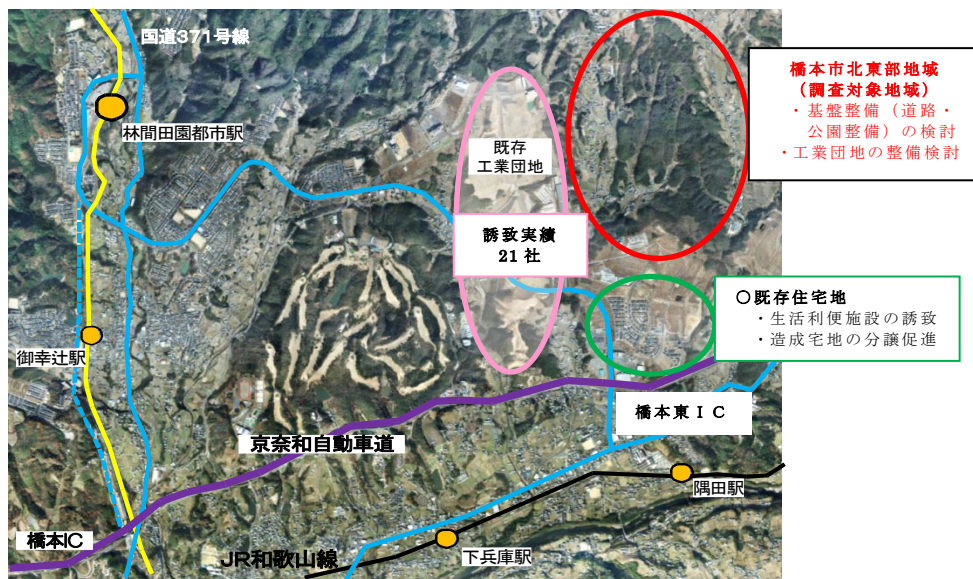 国道371号線
林間田園都市駅
既存
工業団地
誘致実績
21社
橋本市北東部地域
(調査対象地域)
・基盤整備(道路・
公園整備)の検討
・工業団地の整備検討
○既存住宅地
・生活利便施設の誘致
・造成宅地の分譲促進
御幸辻駅
橋本東IC
京奈和自動車道
隅田駅
橋本IC
JR和歌山線
下兵庫駅